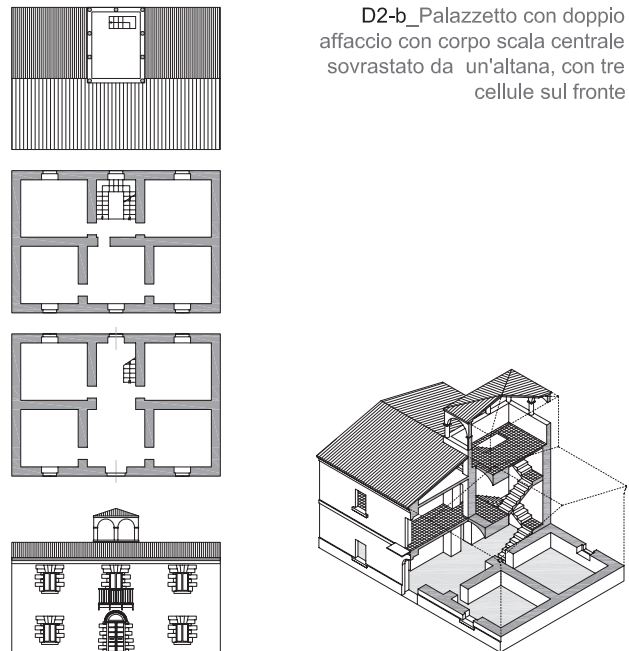 D2-b_Palazzetto con doppio
affaccio con corpo scala centrale
sovrastato da un'altana, con tre
cellule sul fronte